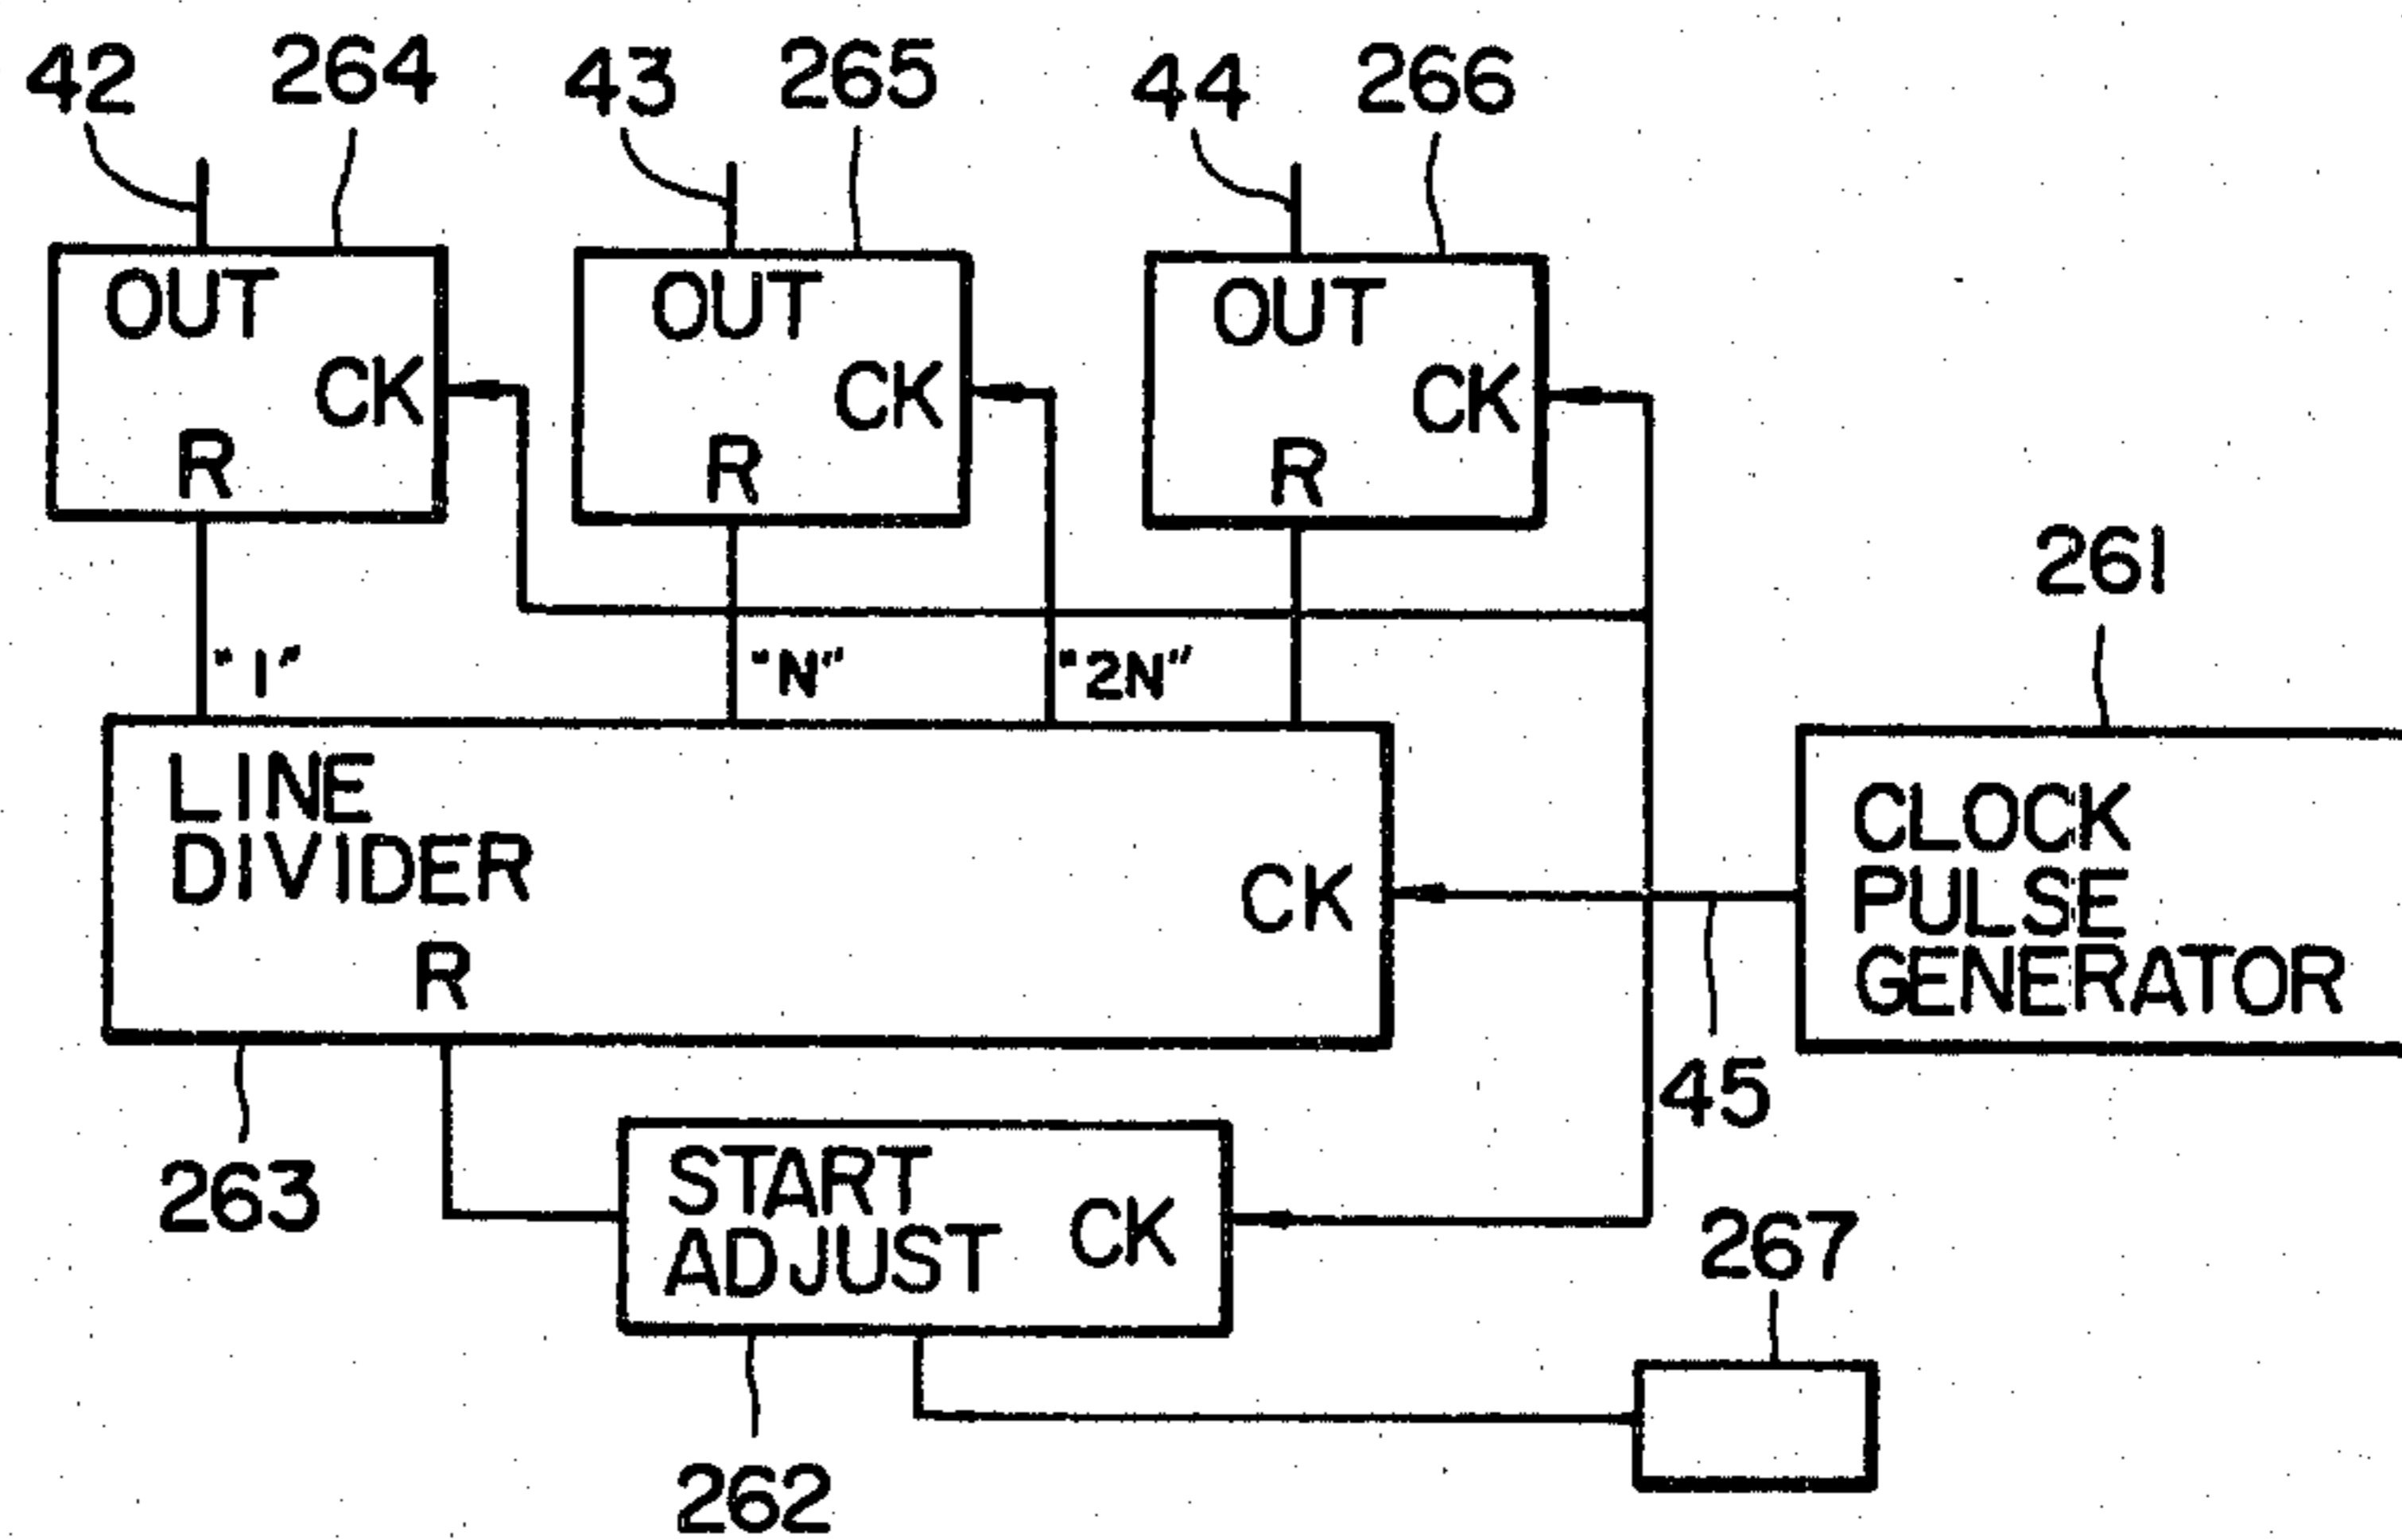 42 264 43 265 44 266
OUT OUT OUT
CK CK CK
R R R
261
"1" "N" "2N"
LINE
DIVIDER
CK
R
CLOCK
PULSE
GENERATOR
45
263
START
ADJUST
CK
267
262